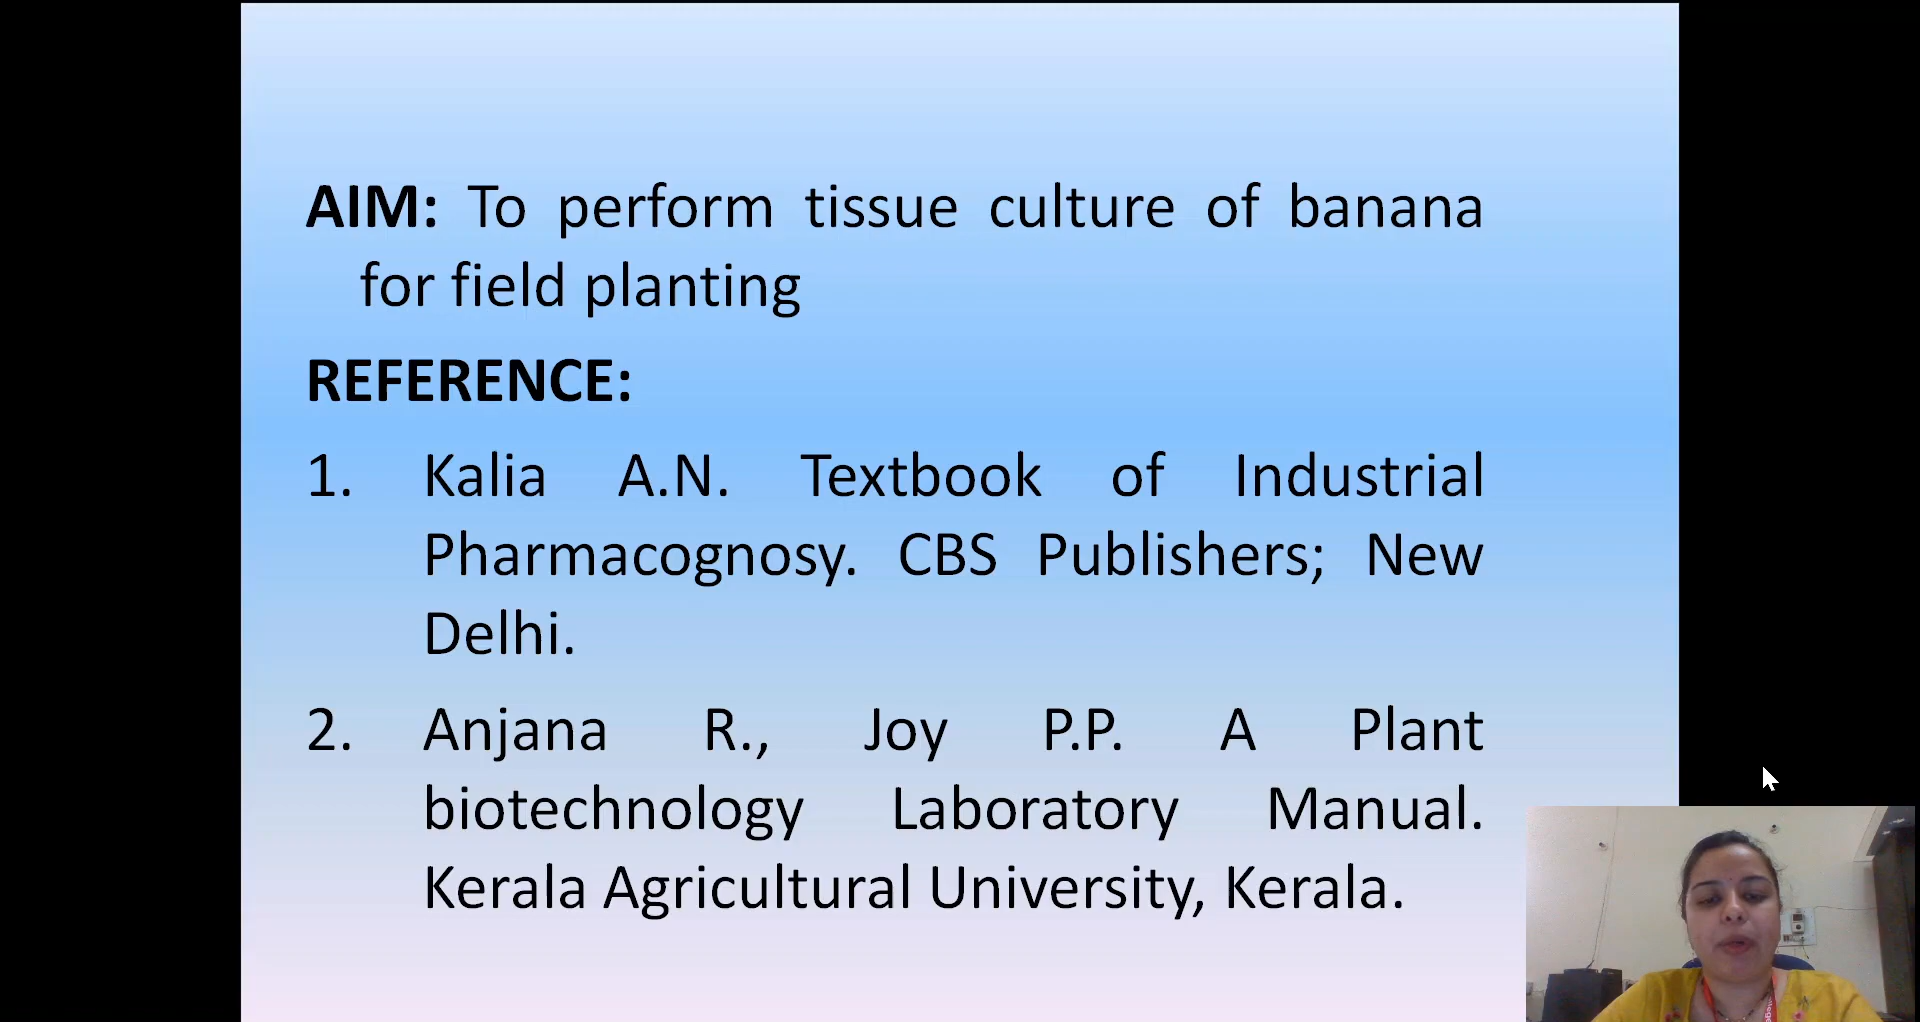 AIM: To perform tissue culture of banana
for field planting
REFERENCE:
1. Kalia A.N. Textbook of Industrial
Pharmacognosy. CBS Publishers; New
Delhi.
2. Anjana R., Joy P.P. A Plant
biotechnology Laboratory Manual.
Kerala Agricultural University, Kerala.